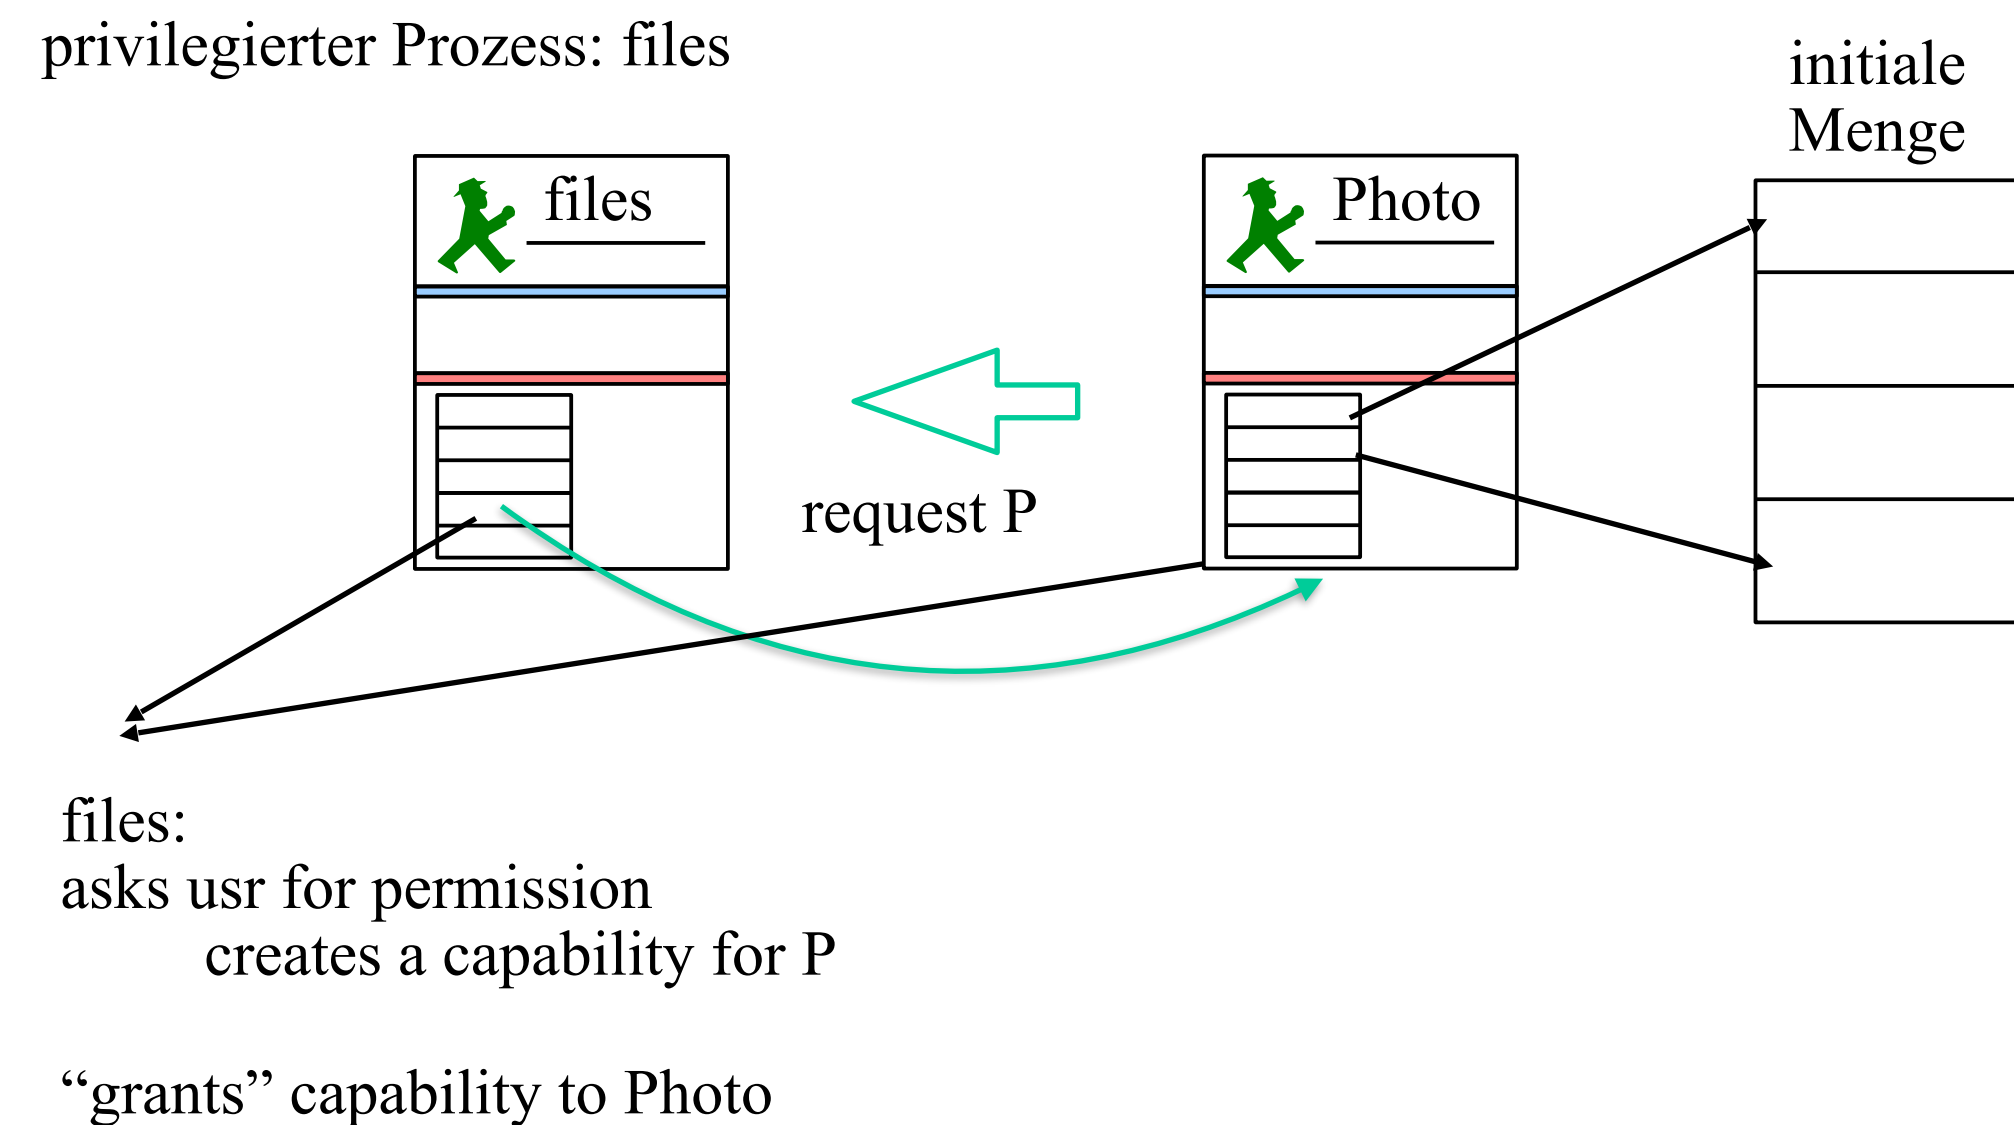 privilegierter Prozess: files
initiale
Menge
files
Photo
request P
files:
asks usr for permission
creates a capability for P
“grants” capability to Photo